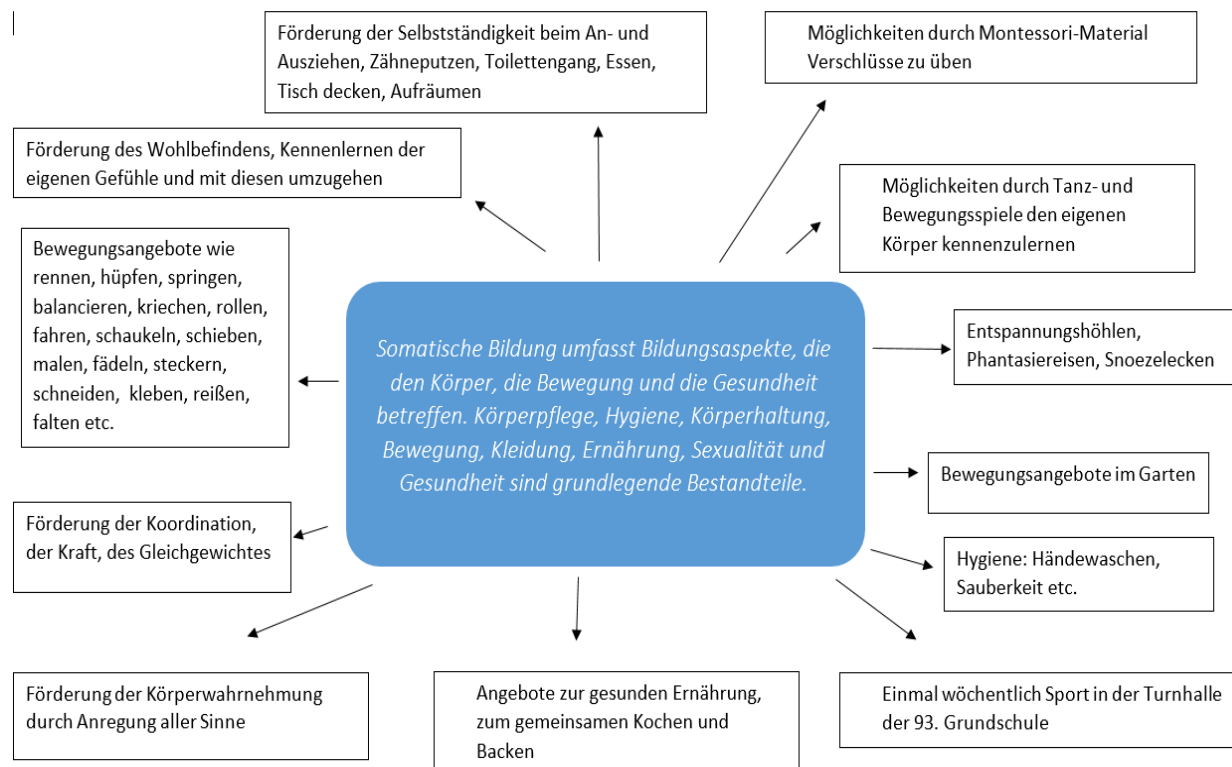 Förderung der Selbstständigkeit beim An- und
Ausziehen, Zähneputzen, Toilettengang, Essen,
Tisch decken, Aufräumen
Möglichkeiten durch Montessori-Material
Verschlüsse zu üben
Förderung des Wohlbefindens, Kennenlernen der
eigenen Gefühle und mit diesen umzugehen
Möglichkeiten durch Tanz- und
Bewegungsspiele den eigenen
Körper kennenzulernen
Bewegungsangebote wie
rennen, hüpfen, springen,
balancieren, kriechen, rollen,
fahren, schaukeln, schieben,
malen, fädeln, steckern,
schneiden, kleben, reißen,
falten etc.
Somatische Bildung umfasst Bildungsaspekte, die
den Körper, die Bewegung und die Gesundheit
betreffen. Körperpflege, Hygiene, Körperhaltung,
Bewegung, Kleidung, Ernährung, Sexualität und
Gesundheit sind grundlegende Bestandteile.
Entspannungshöhlen,
Phantasiereisen, Snoezelecken
Bewegungsangebote im Garten
Förderung der Koordination,
der Kraft, des Gleichgewichtes
Hygiene: Händewaschen,
Sauberkeit etc.
Förderung der Körperwahrnehmung
durch Anregung aller Sinne
Angebote zur gesunden Ernährung,
zum gemeinsamen Kochen und
Backen
Einmal wöchentlich Sport in der Turnhalle
der 93. Grundschule